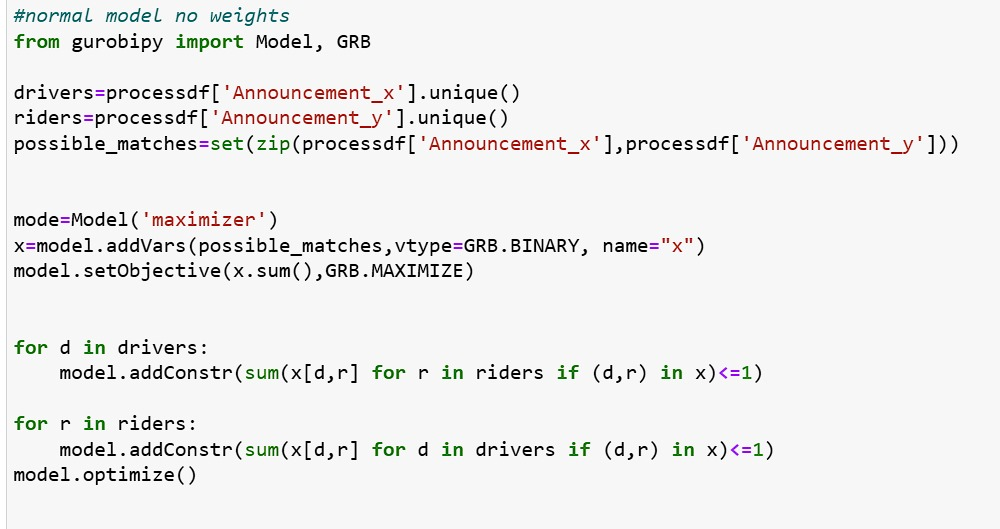 #normal model no weights
from gurobipy import Model, GRB
drivers=processdf['Announcement_x'].unique()
riders=processdf['Announcement_y'].unique()
possible_matches=set(zip(processdf['Announcement_x'],processdf['Announcement_y']))
mode=Model('maximizer')
x=model.addVars(possible_matches,vtype=GRB.BINARY, name="x")
model.setObjective(x.sum(),GRB.MAXIMIZE)
for d in drivers:
    model.addConstr(sum(x[d,r] for r in riders if (d,r) in x)<=1)
for r in riders:
    model.addConstr(sum(x[d,r] for d in drivers if (d,r) in x)<=1)
model.optimize()